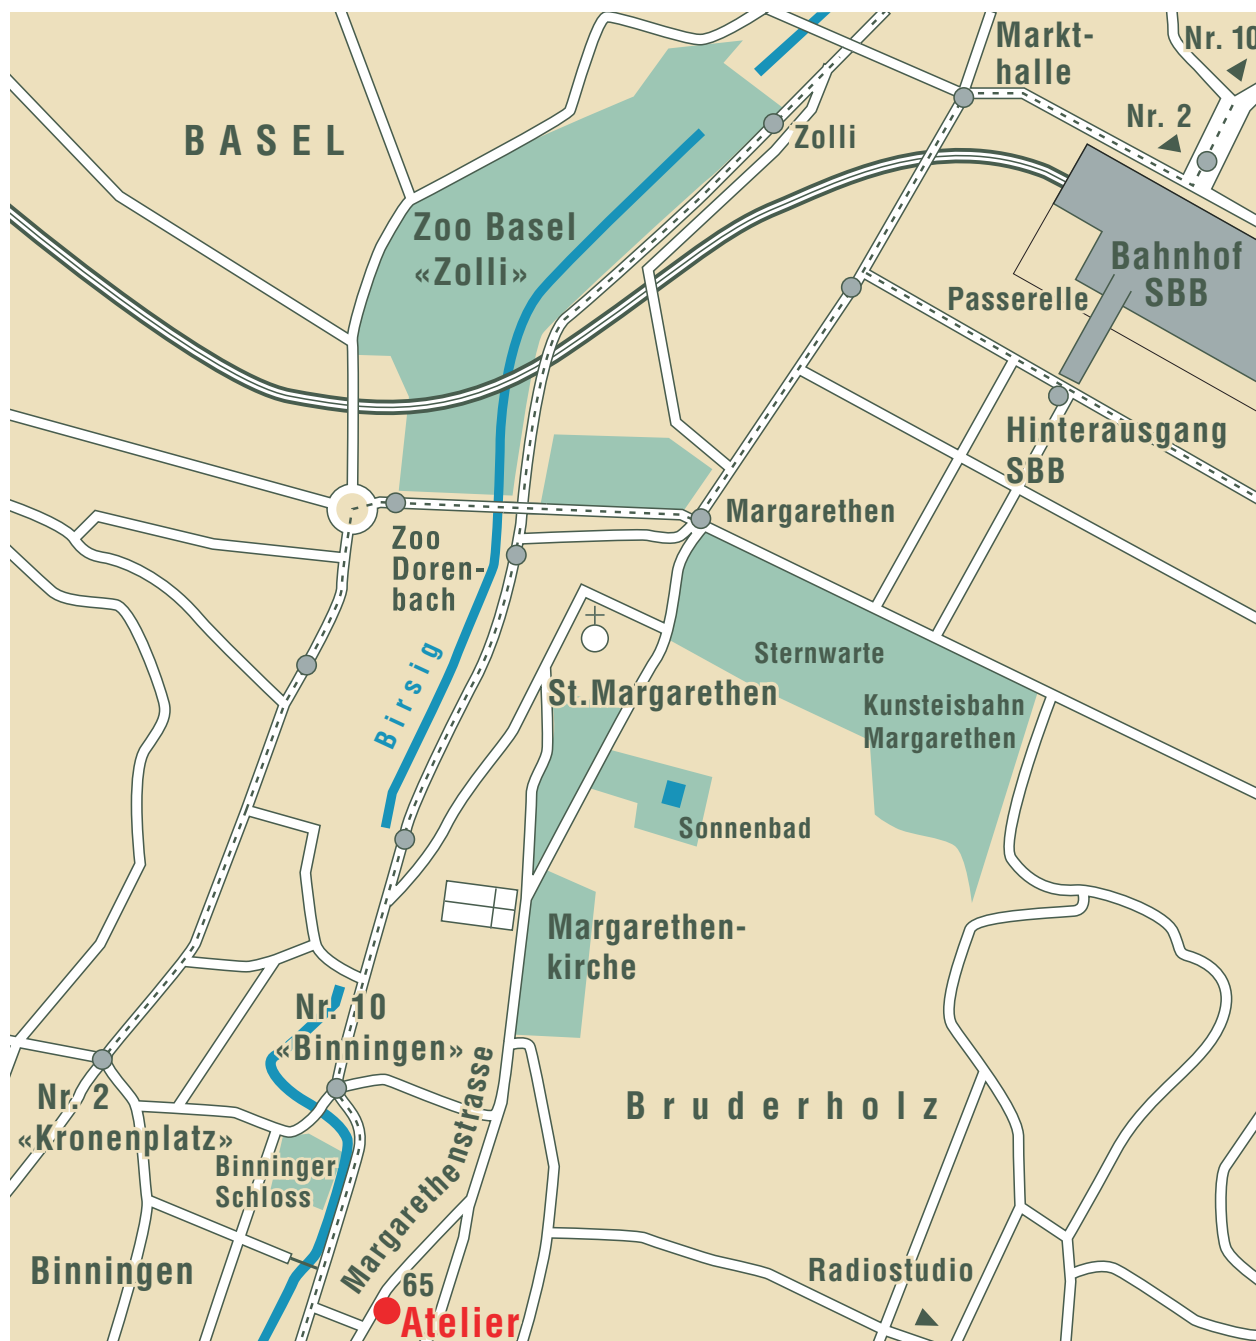 Markt-
halle
Nr. 10
Nr. 2
BASEL
Zolli
Zoo Basel
«Zolli»
Bahnhof
SBB
Passerelle
Hinterausgang
SBB
Margarethen
Zoo
Doren-
bach
Birsig
Sternwarte
St.Margarethen
Kunsteisbahn
Margarethen
Sonnenbad
Margarethen-
kirche
Nr. 10
«Binningen»
Nr. 2
«Kronenplatz»
Bruderholz
Margarethenstrasse
Binninger
Schloss
Binningen
Radiostudio
65
Atelier